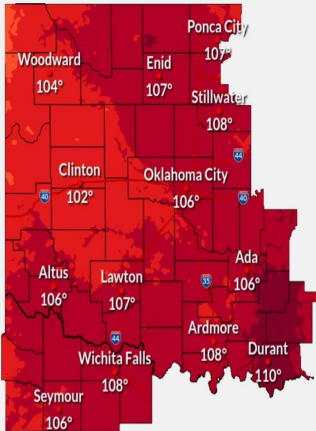 Ponca City
107°
Woodward
104°
Enid
107°
Stillwater
108°
44
Clinton
102°
Oklahoma City
106°
40
40
Altus
106°
Lawton
107°
35
Ada
106°
44
Wichita Falls
108°
Ardmore
108°
Durant
110°
Seymour
106°